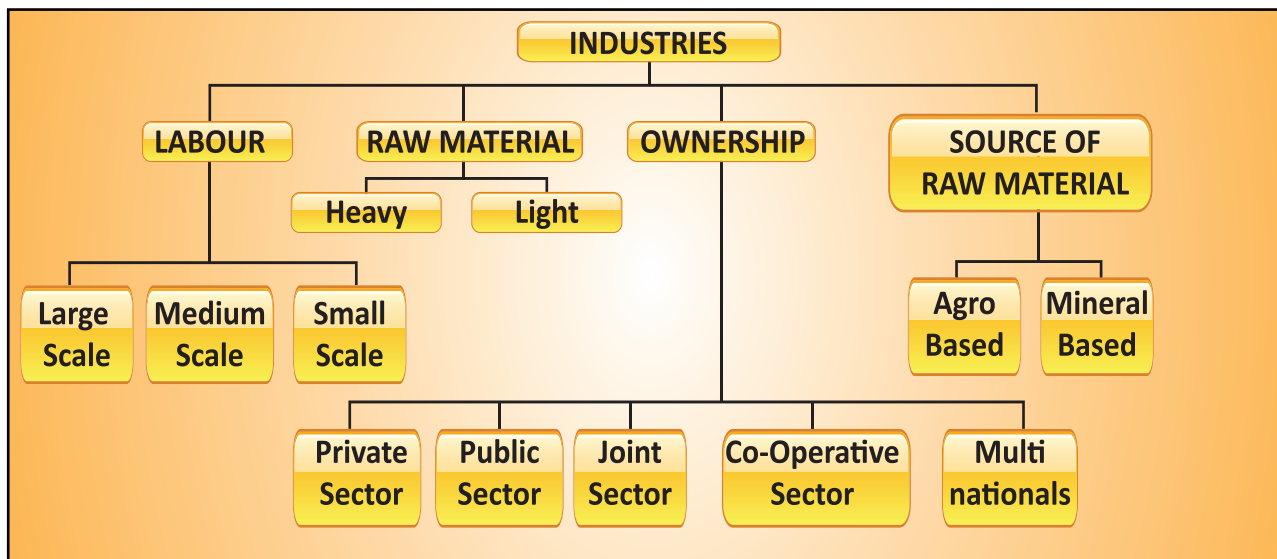 INDUSTRIES
LABOUR
RAW MATERIAL
OWNERSHIP
SOURCE OF
RAW MATERIAL
Heavy
Light
Large
Scale
Medium
Scale
Small
Scale
Agro
Based
Mineral
Based
Private
Sector
Public
Sector
Joint
Sector
Co-Operative
Sector
Multi
nationals